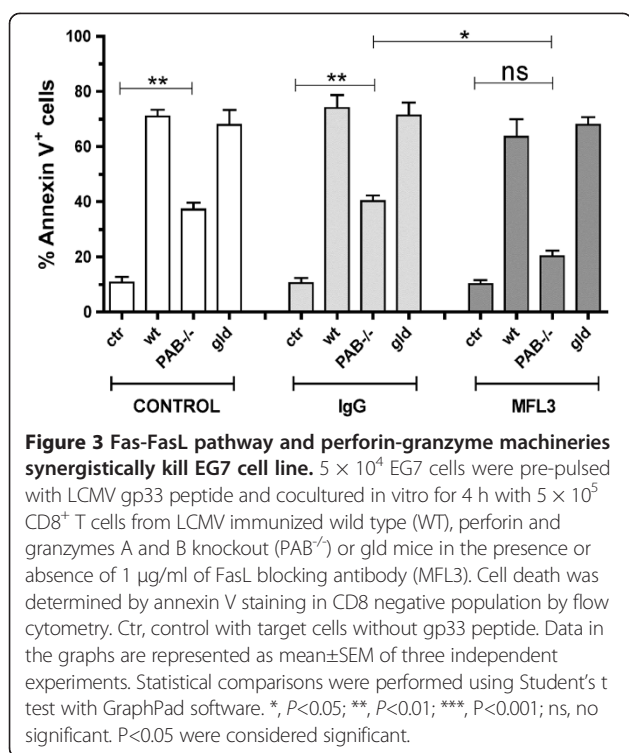 100
80
60
40
20
0
% Annexin V⁺ cells
**
**
ns
*
ctr wt PAB-/- gld ctr wt PAB-/- gld ctr wt PAB-/- gld
CONTROL IgG MFL3
Figure 3 Fas-FasL pathway and perforin-granzyme machineries
synergistically kill EG7 cell line. 5 × 10⁴ EG7 cells were pre-pulsed
with LCMV gp33 peptide and cocultured in vitro for 4 h with 5 × 10⁵
CD8⁺ T cells from LCMV immunized wild type (WT), perforin and
granzymes A and B knockout (PAB⁻/⁻) or gld mice in the presence or
absence of 1 μg/ml of FasL blocking antibody (MFL3). Cell death was
determined by annexin V staining in CD8 negative population by flow
cytometry. Ctr, control with target cells without gp33 peptide. Data in
the graphs are represented as mean±SEM of three independent
experiments. Statistical comparisons were performed using Student's t
test with GraphPad software. *, P<0.05; **, P<0.01; ***, P<0.001; ns, no
significant. P<0.05 were considered significant.